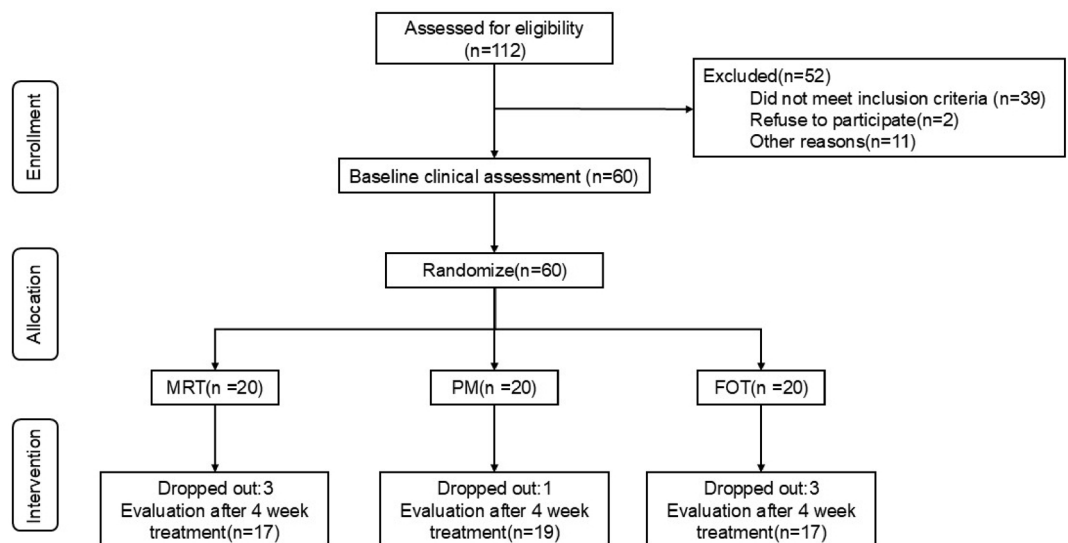 Assessed for eligibility
(n=112)
Excluded(n=52)
Did not meet inclusion criteria (n=39)
Refuse to participate(n=2)
Other reasons(n=11)
Enrollment
Baseline clinical assessment (n=60)
Allocation
Randomize(n=60)
MRT(n =20)
PM(n =20)
FOT(n =20)
Intervention
Dropped out:3
Evaluation after 4 week
treatment(n=17)
Dropped out:1
Evaluation after 4 week
treatment(n=19)
Dropped out:3
Evaluation after 4 week
treatment(n=17)